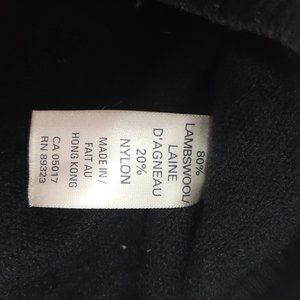 80%
LAMBSWOOL/
LAINE
D'AGNEAU
20%
NYLON
MADE IN /
FAIT AU
HONG KONG
CA 05017
RN 89323